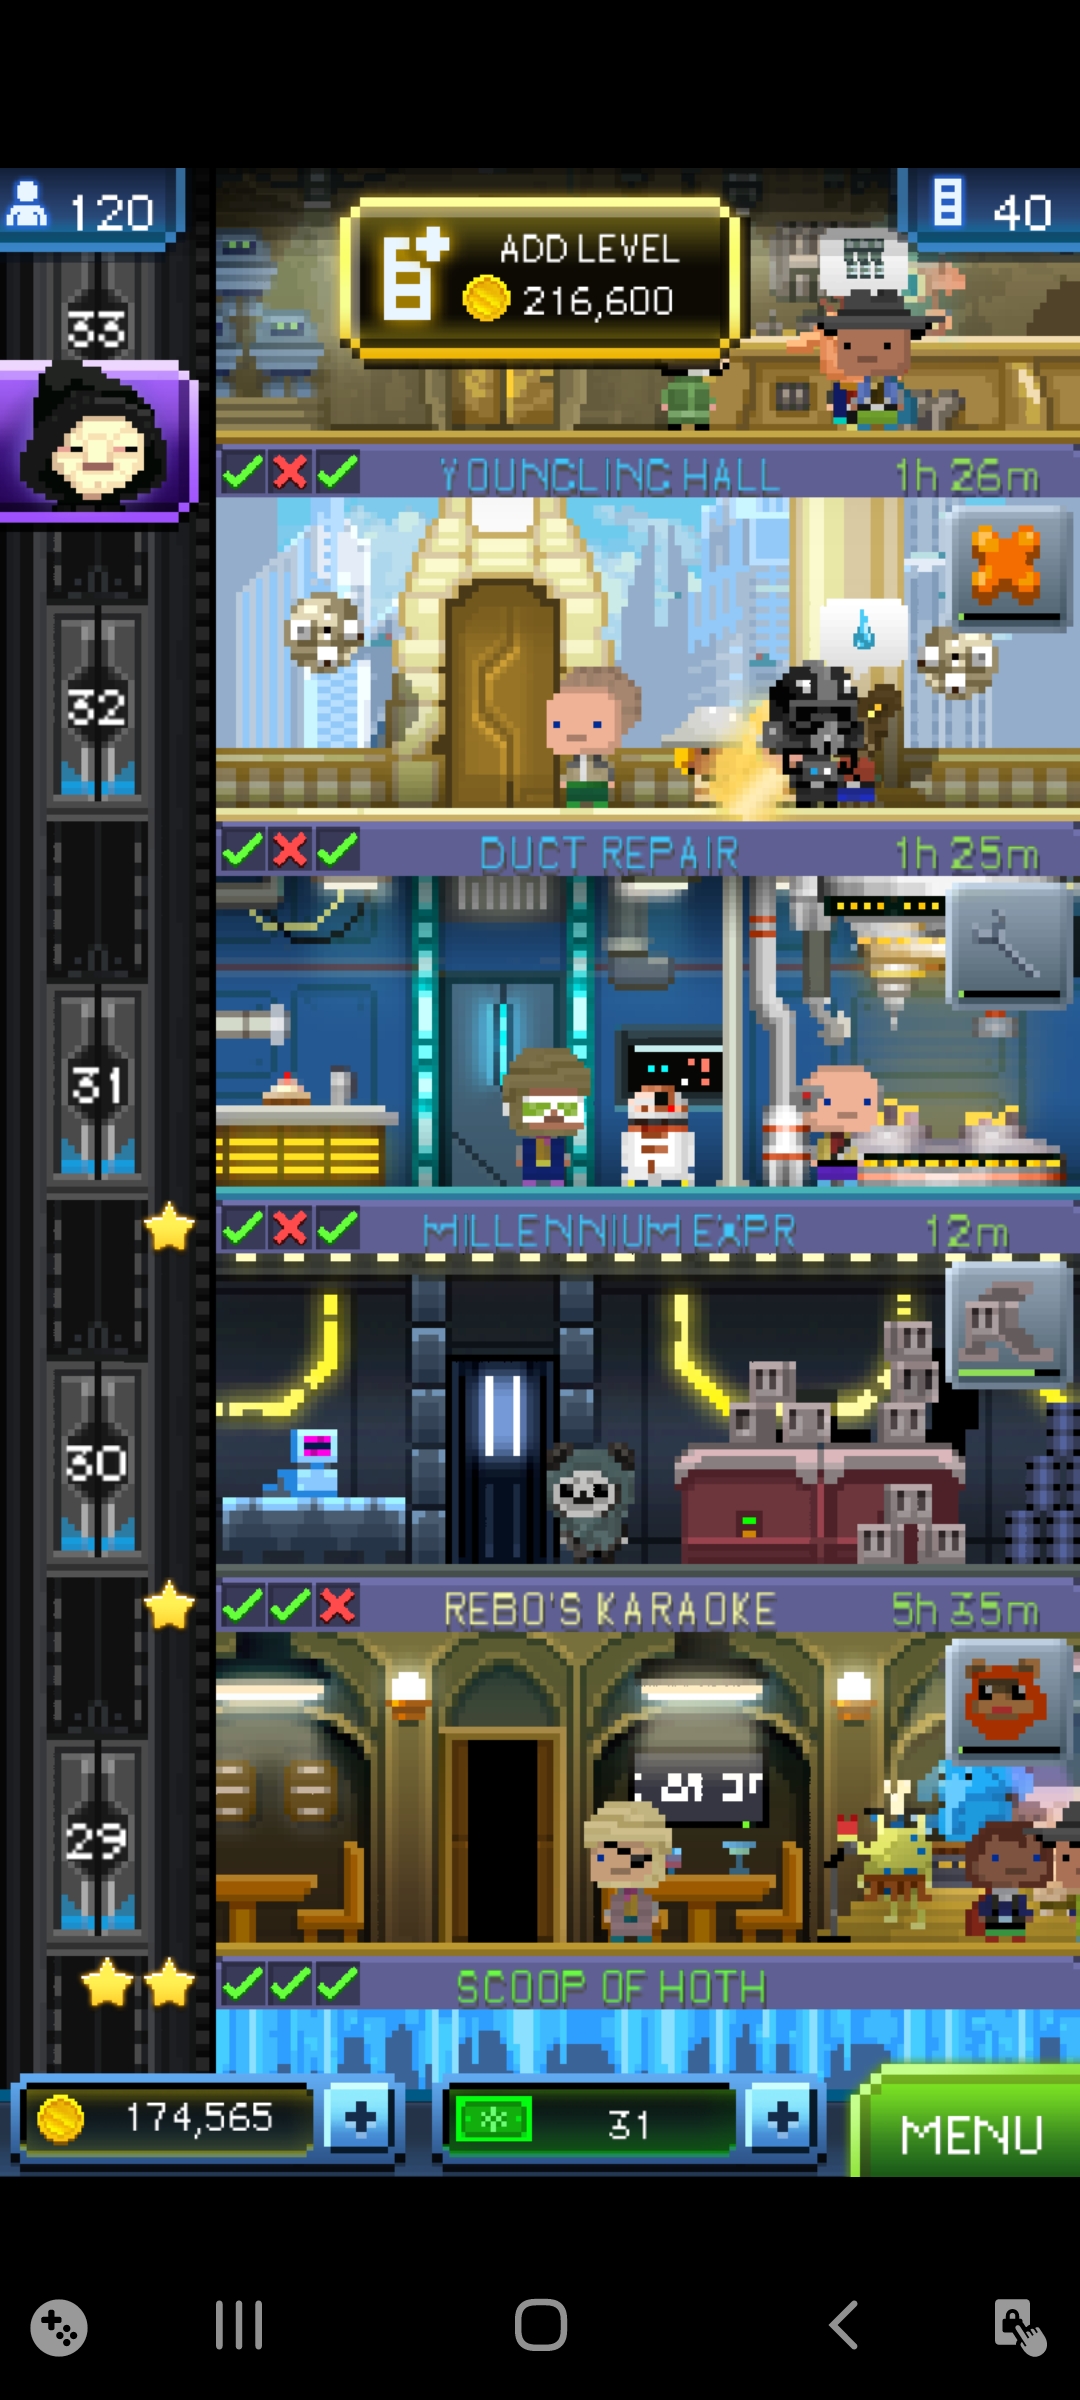 120
ADD LEVEL
216,600
40
33
YOUNGLING HALL 1h 26m
32
DUCT REPAIR 1h 25m
31
MILLENNIUM EXPR 12m
30
REBO'S KARAOKE 5h 35m
29
SCOOP OF HOTH
174,565 + 31 + MENU